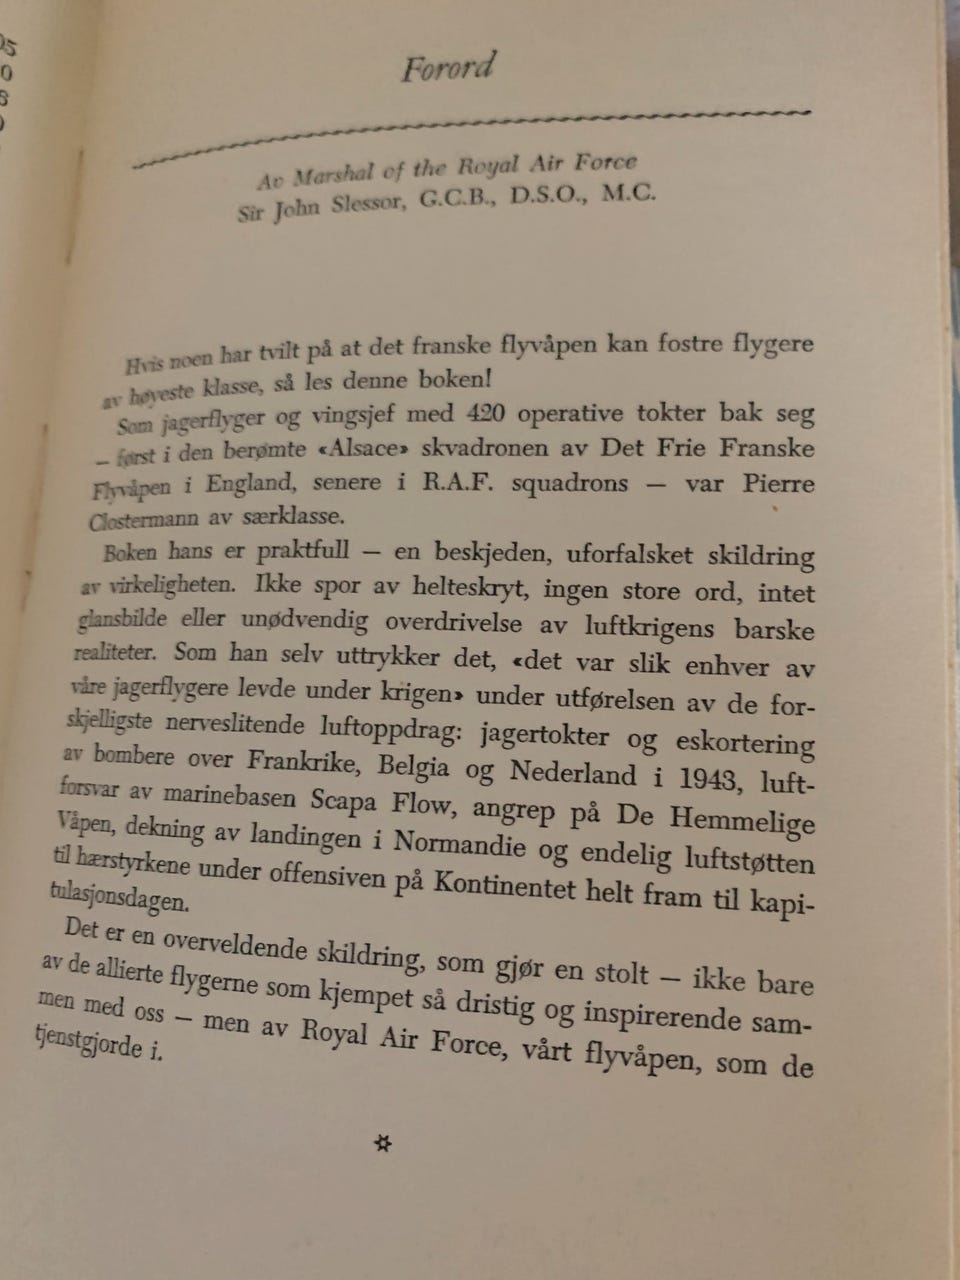 Forord
Av Marshal of the Royal Air Force
Sir John Slessor, G.C.B., D.S.O., M.C.
Hvis noen har tvilt på at det franske flyvåpen kan fostre flygere
av høyeste klasse, så les denne boken!
Som jagerflyger og vingsjef med 420 operative tokter bak seg
– først i den berømte «Alsace» skvadronen av Det Frie Franske
Flyvåpen i England, senere i R.A.F. squadrons – var Pierre
Clostermann av særklasse.
Boken hans er praktfull – en beskjeden, uforfalsket skildring
av virkeligheten. Ikke spor av helteskryt, ingen store ord, intet
glansbilde eller unødvendig overdrivelse av luftkrigens barske
realiteter. Som han selv uttrykker det, «det var slik enhver av
våre jagerflygere levde under krigen» under utførelsen av de for-
skjelligste nerveslitende luftoppdrag: jagertokter og eskortering
av bombere over Frankrike, Belgia og Nederland i 1943, luft-
forsvar av marinebasen Scapa Flow, angrep på De Hemmelige
Våpen, dekning av landingen i Normandie og endelig luftstøtten
til hærstyrkene under offensiven på Kontinentet helt fram til kapi-
tulasjonsdagen.
Det er en overveldende skildring, som gjør en stolt – ikke bare
av de allierte flygerne som kjempet så dristig og inspirerende sam-
men med oss – men av Royal Air Force, vårt flyvåpen, som de
tjenstgjorde i.